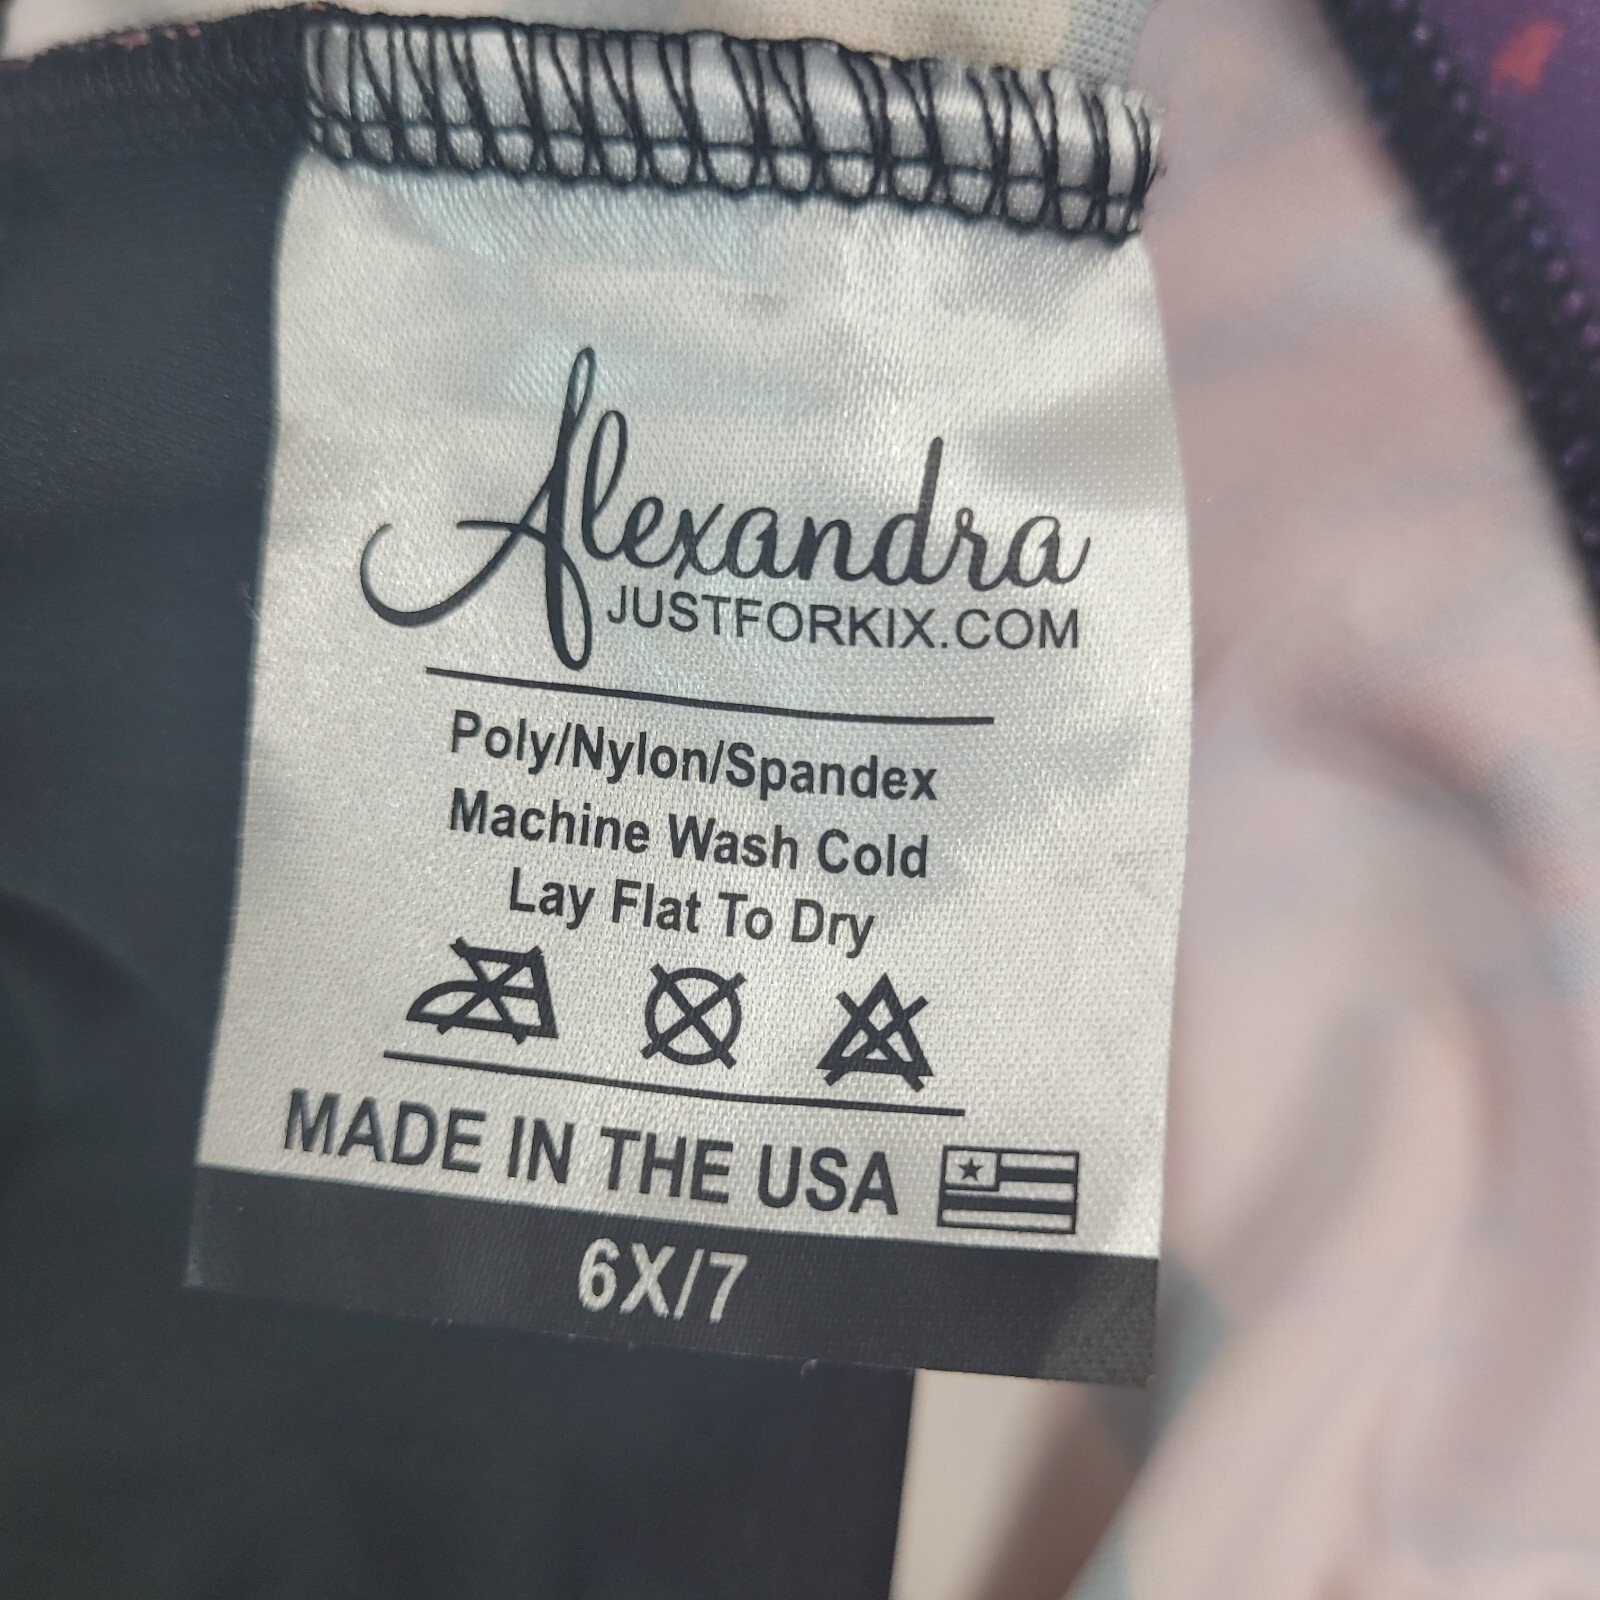 Alexandra
JUSTFORKIX.COM
Poly/Nylon/Spandex
Machine Wash Cold
Lay Flat To Dry
MADE IN THE USA
6X/7